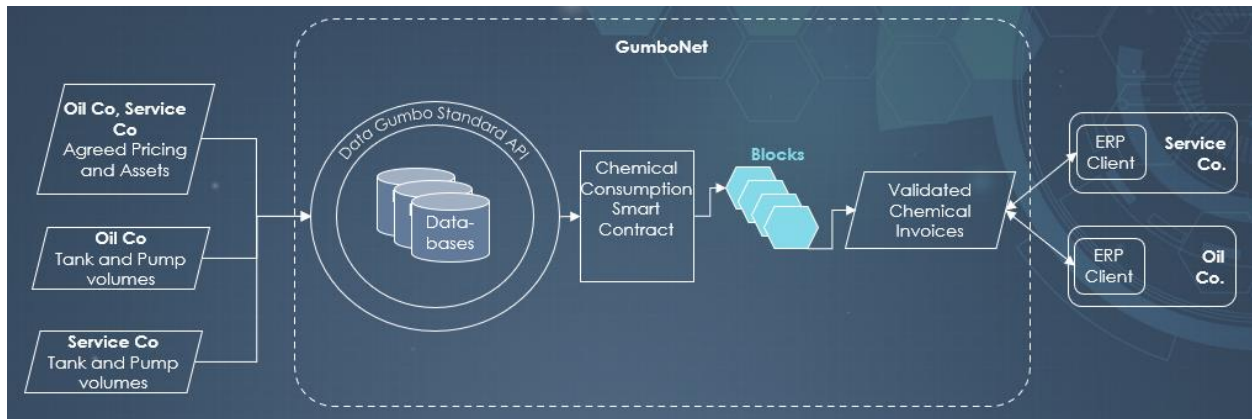 GumboNet
Oil Co, Service
Co
Agreed Pricing
and Assets
Oil Co
Tank and Pump
volumes
Service Co
Tank and Pump
volumes
Data Gumbo Standard API
Data-
bases
Chemical
Consumption
Smart
Contract
Blocks
Validated
Chemical
Invoices
ERP
Client
Service
Co.
ERP
Client
Oil
Co.